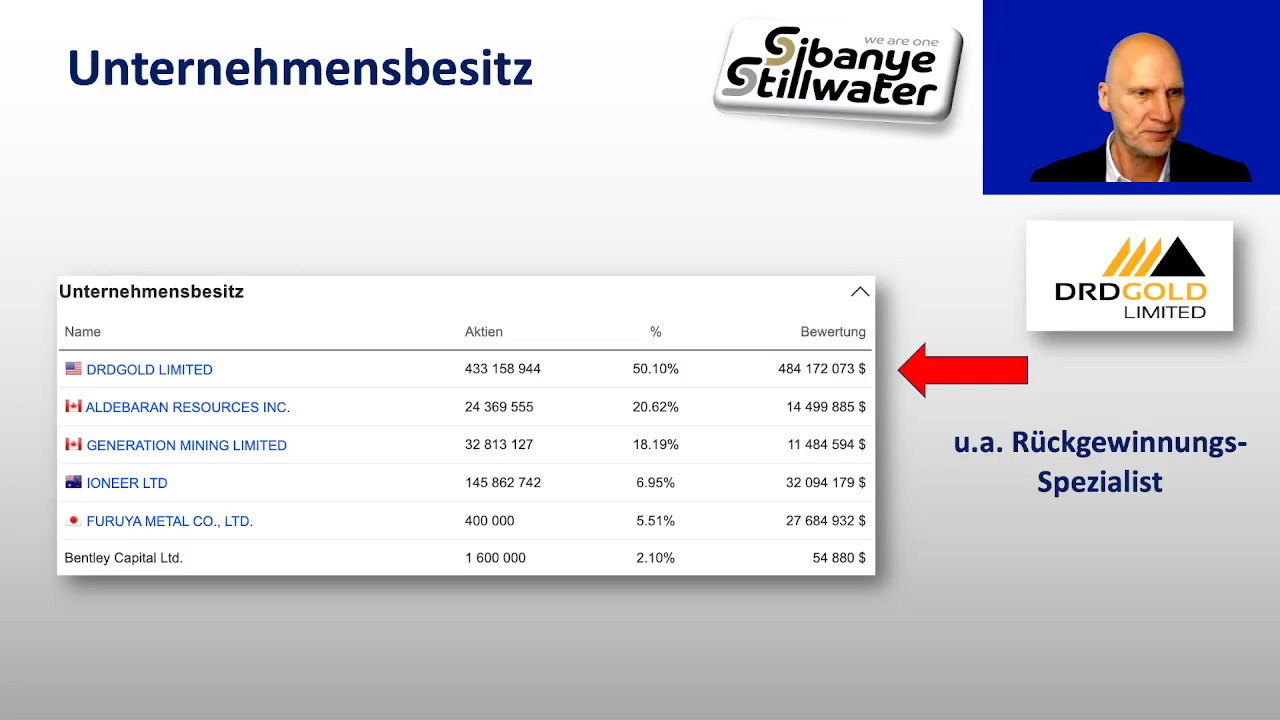 Unternehmensbesitz
we are one
Sibanye
Stillwater
DRDGOLD
LIMITED
Unternehmensbesitz
Name Aktien % Bewertung
DRDGOLD LIMITED 433 158 944 50.10% 484 172 073 $
ALDEBARAN RESOURCES INC. 24 369 555 20.62% 14 499 885 $
GENERATION MINING LIMITED 32 813 127 18.19% 11 484 594 $
IONEER LTD 145 862 742 6.95% 32 094 179 $
FURUYA METAL CO., LTD. 400 000 5.51% 27 684 932 $
Bentley Capital Ltd. 1 600 000 2.10% 54 880 $
u.a. Rückgewinnungs-
Spezialist